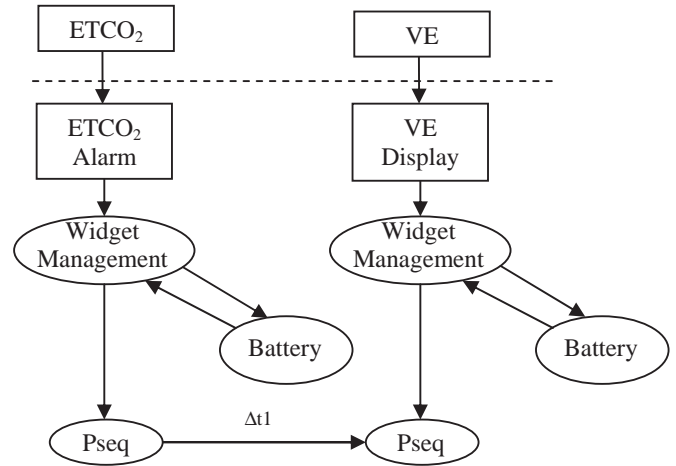 ETCO₂
VE
ETCO₂
Alarm
VE
Display
Widget
Management
Widget
Management
Battery
Battery
Pseq
Δt1
Pseq